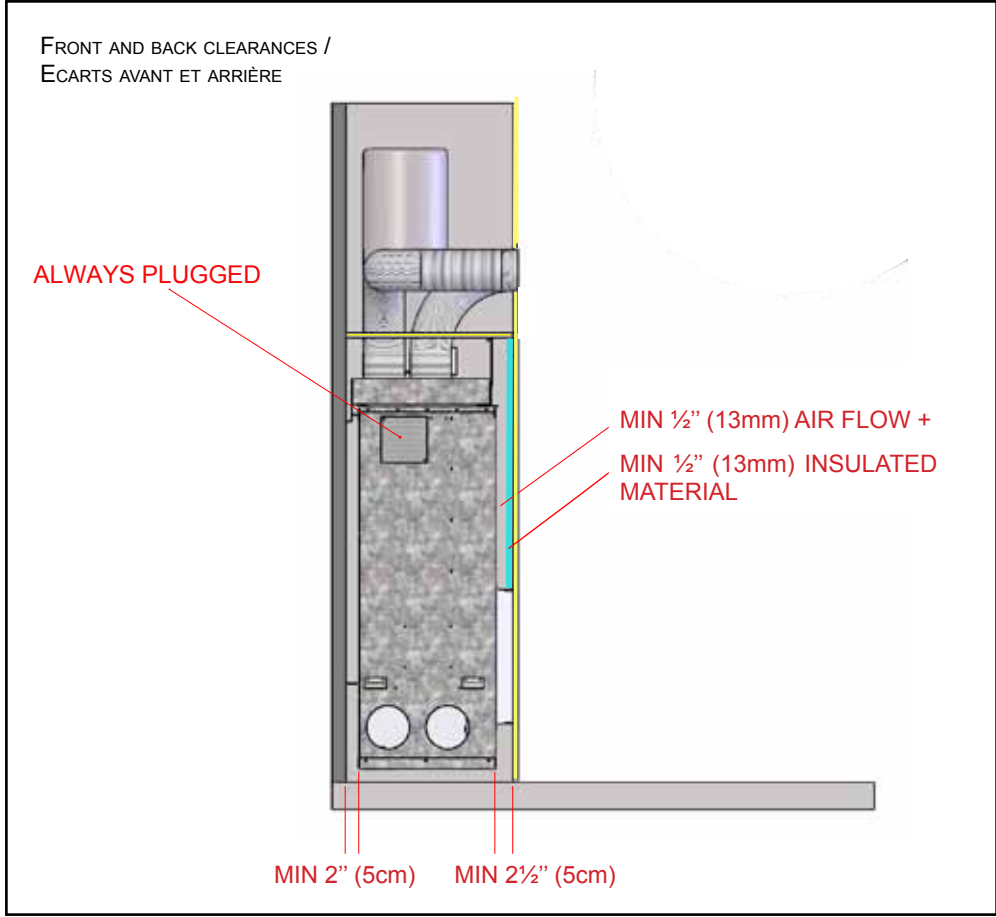 FRONT AND BACK CLEARANCES /
ECARTS AVANT ET ARRIÈRE
ALWAYS PLUGGED
MIN ½’’ (13mm) AIR FLOW +
MIN ½’’ (13mm) INSULATED
MATERIAL
MIN 2’’ (5cm)
MIN 2½’’ (5cm)